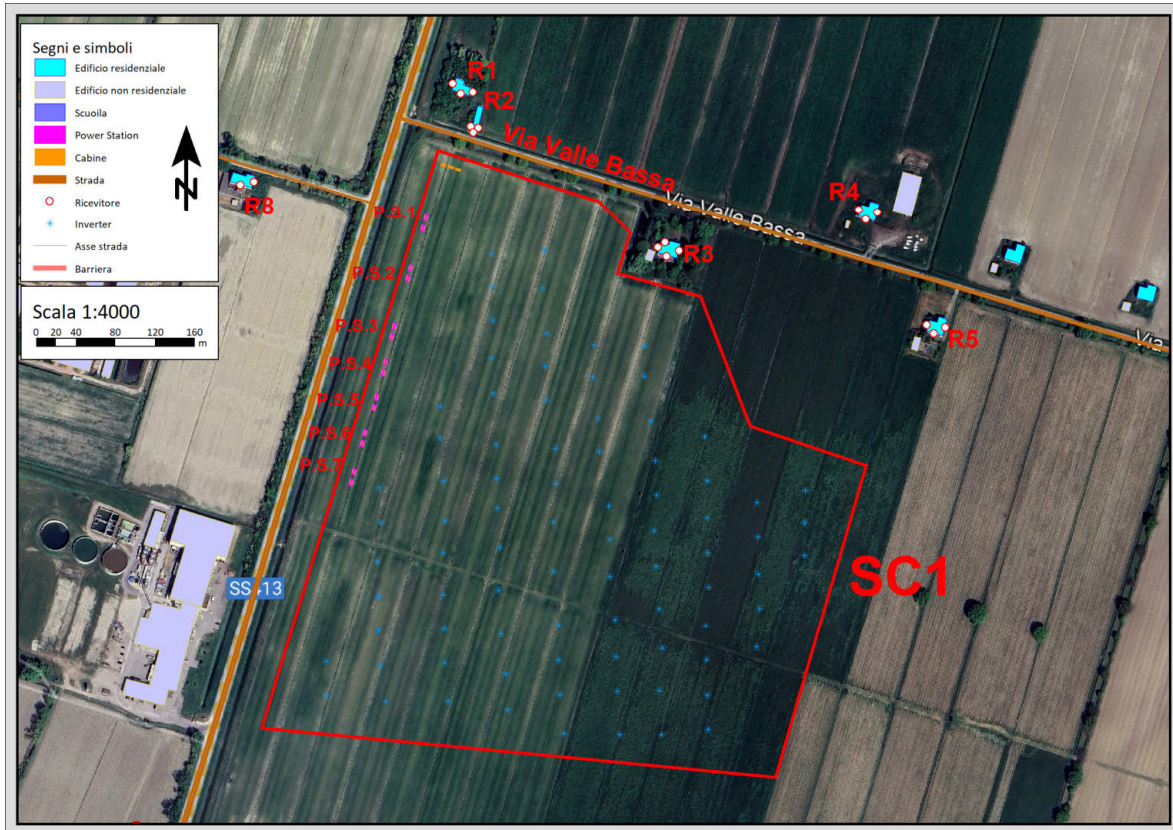 Segni e simboli
Edificio residenziale
Edificio non residenziale
Scuoila
Power Station
Cabine
Strada
Ricevitore
Inverter
Asse strada
Barriera
N
Scala 1:4000
0 20 40 80 120 160
m
R1
R2
Via Valle Bassa
Via Valle Bassa
R8
R4
R3
R5
Via
P.S.1
P.S.2
P.S.3
P.S.4
P.S.5
P.S.6
P.S.7
SS413
SC1